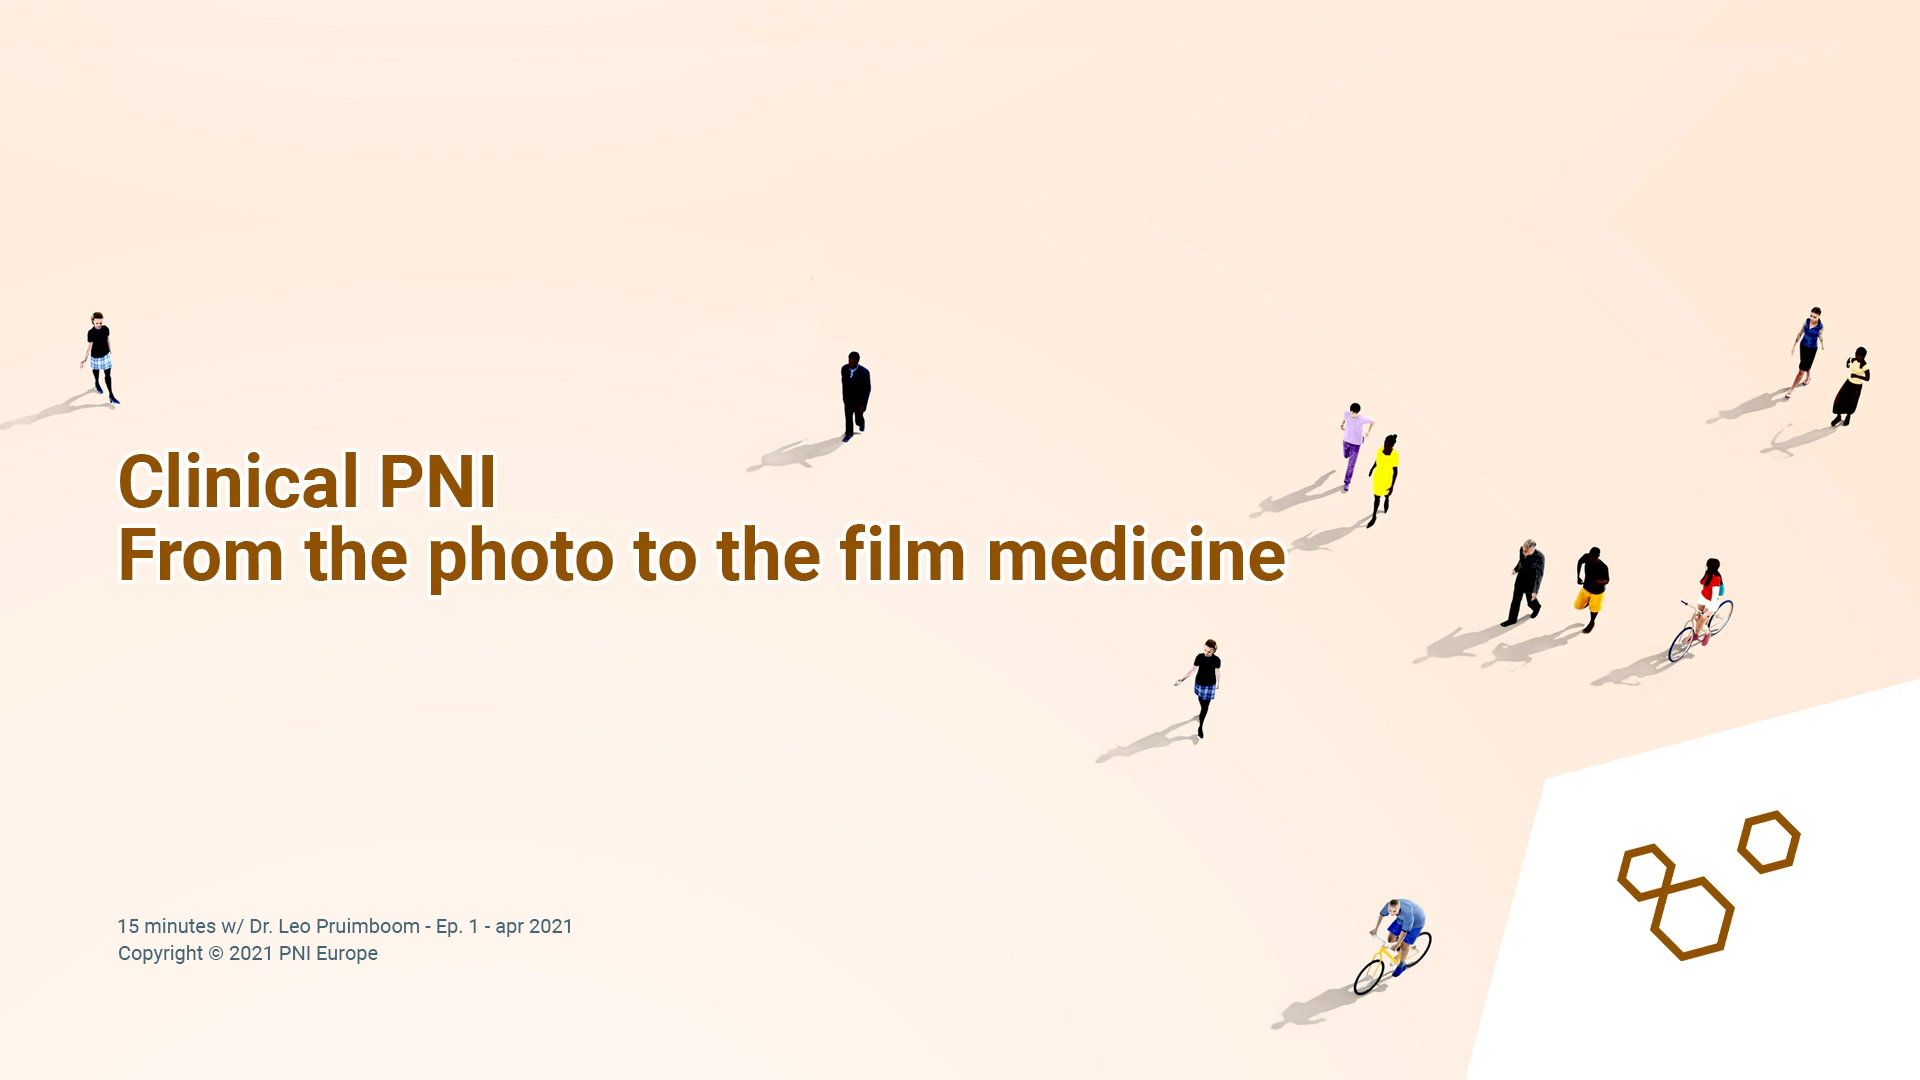 Clinical PNI
From the photo to the film medicine
15 minutes w/ Dr. Leo Pruimboom - Ep. 1 - apr 2021
Copyright © 2021 PNI Europe